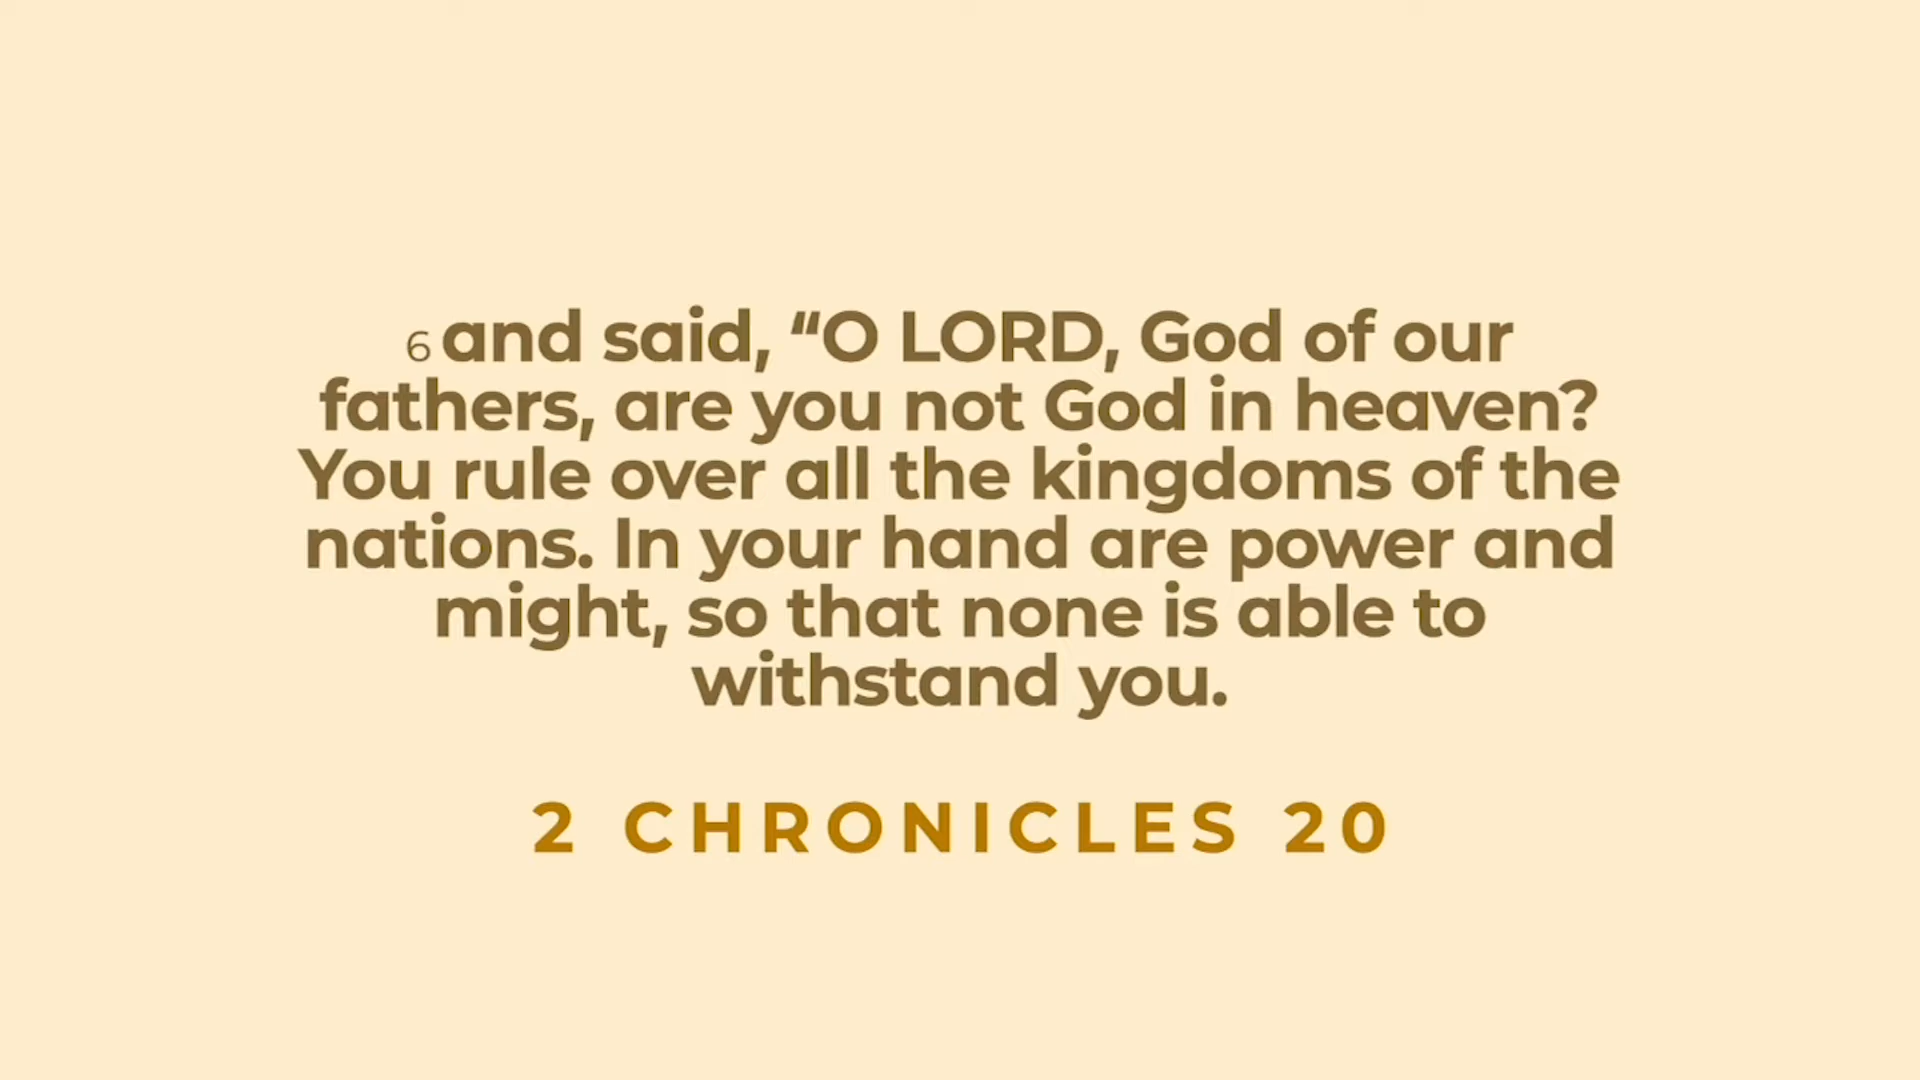 6 and said, “O LORD, God of our
fathers, are you not God in heaven?
You rule over all the kingdoms of the
nations. In your hand are power and
might, so that none is able to
withstand you.
2 CHRONICLES 20